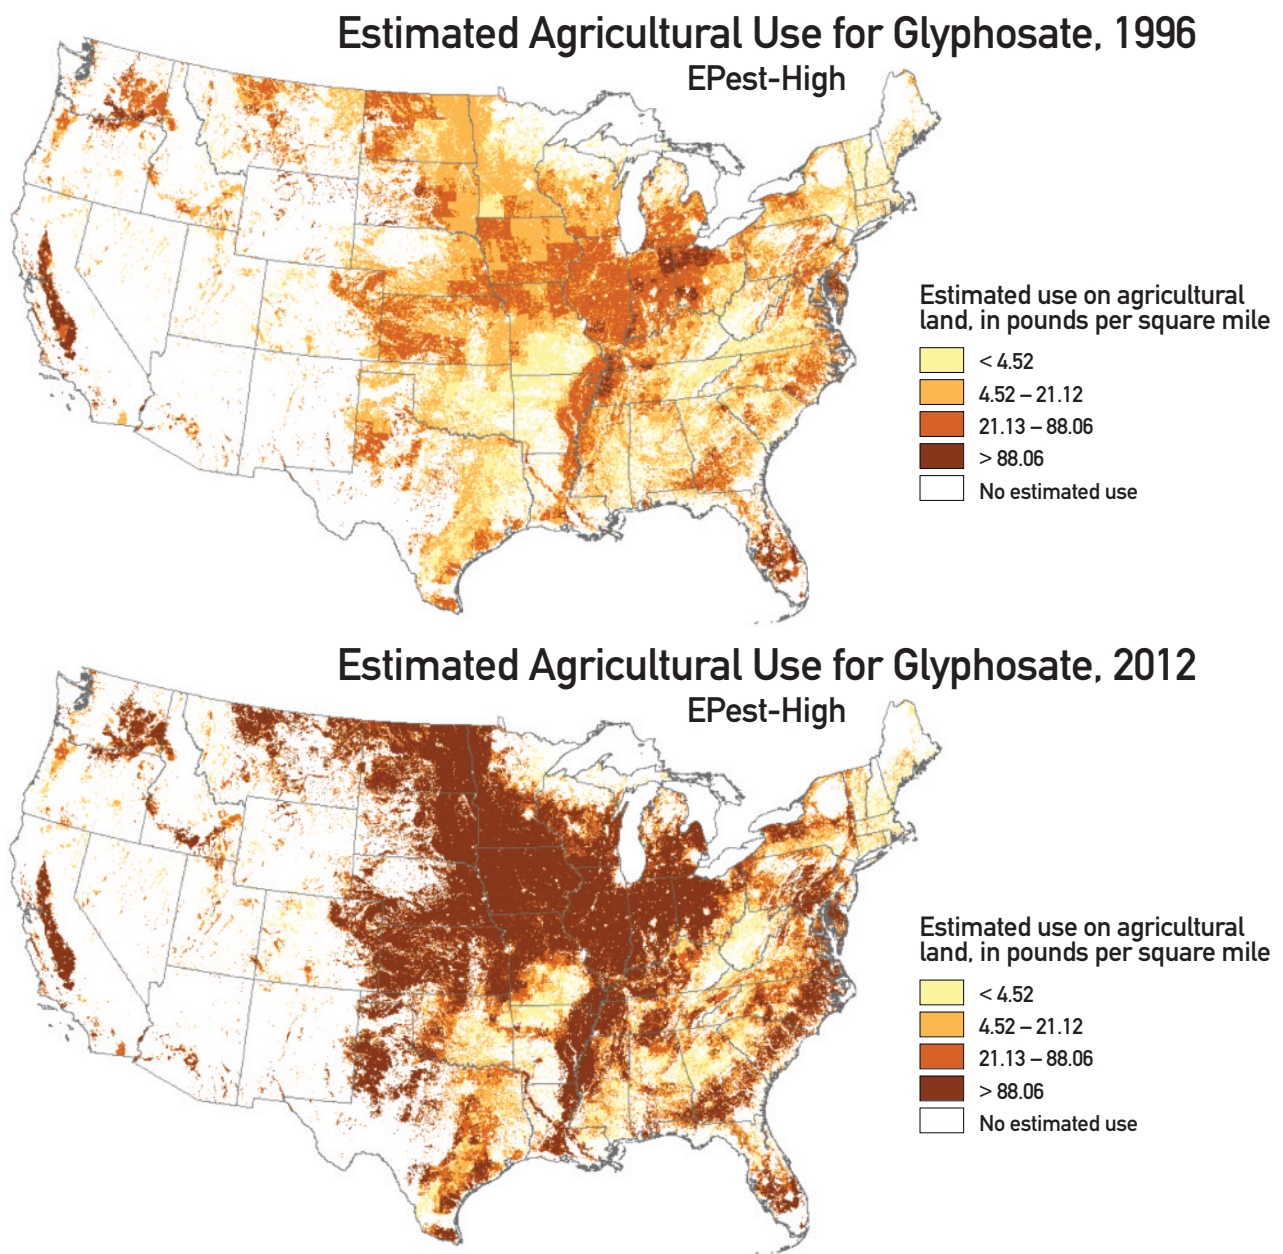 Estimated Agricultural Use for Glyphosate, 1996
EPest-High
Estimated use on agricultural
land, in pounds per square mile
< 4.52
4.52 – 21.12
21.13 – 88.06
> 88.06
No estimated use
Estimated Agricultural Use for Glyphosate, 2012
EPest-High
Estimated use on agricultural
land, in pounds per square mile
< 4.52
4.52 – 21.12
21.13 – 88.06
> 88.06
No estimated use